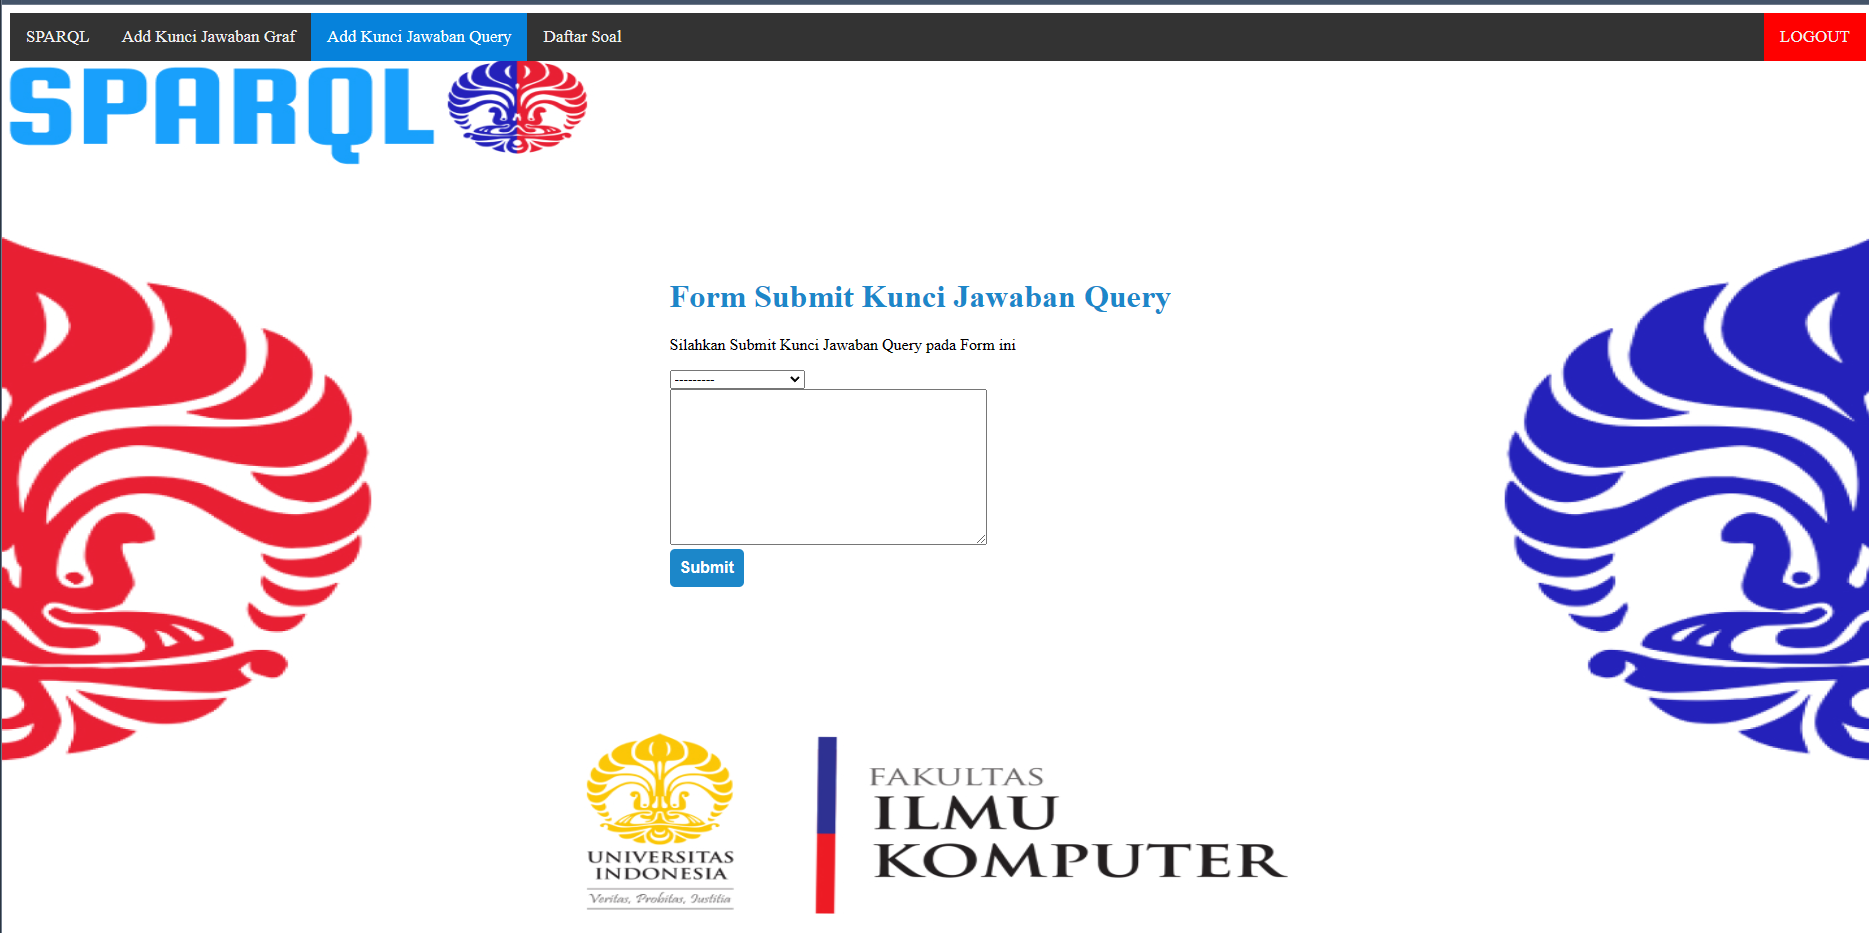 SPARQL Add Kunci Jawaban Graf Add Kunci Jawaban Query Daftar Soal LOGOUT
SPARQL
Form Submit Kunci Jawaban Query
Silahkan Submit Kunci Jawaban Query pada Form ini
---------
Submit
UNIVERSITAS
INDONESIA
Veritas, Probitas, Justitia
FAKULTAS
ILMU
KOMPUTER